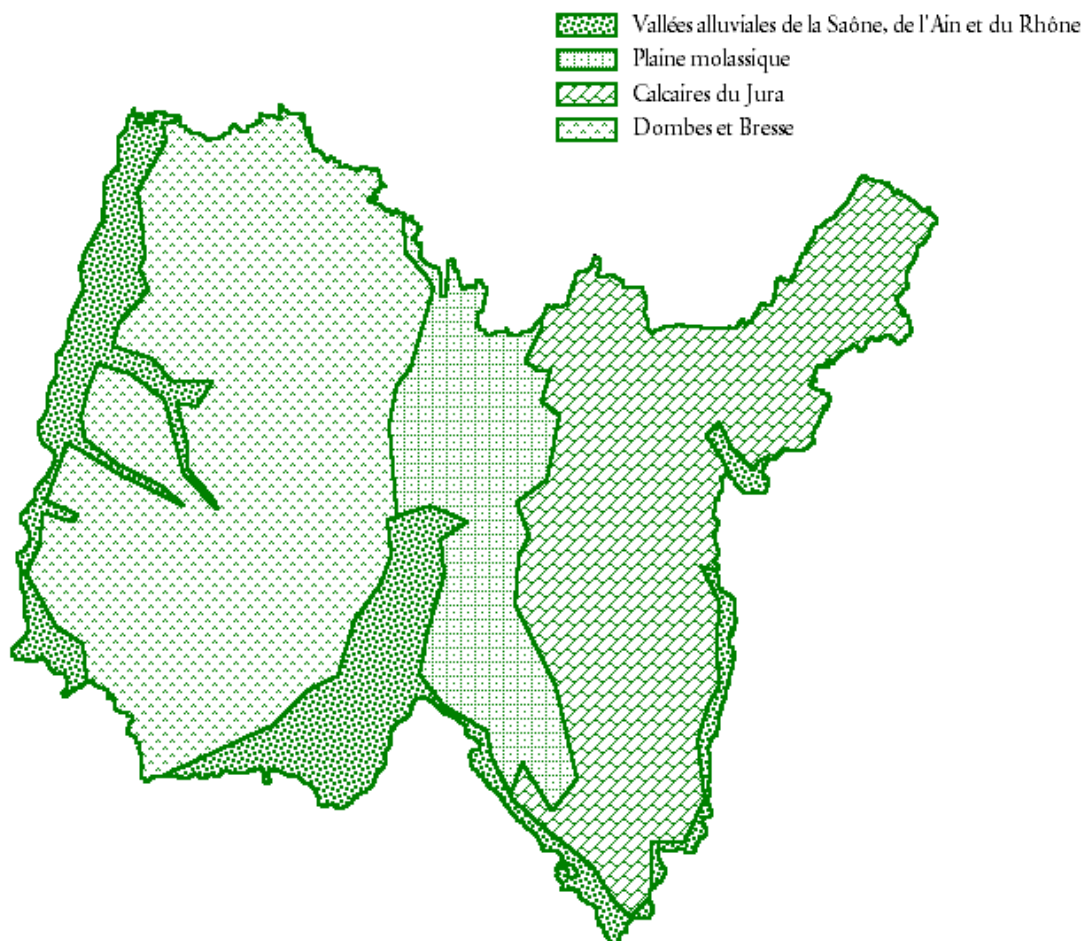 Vallées alluviales de la Saône, de l'Ain et du Rhône
Plaine molassique
Calcaires du Jura
Dombes et Bresse